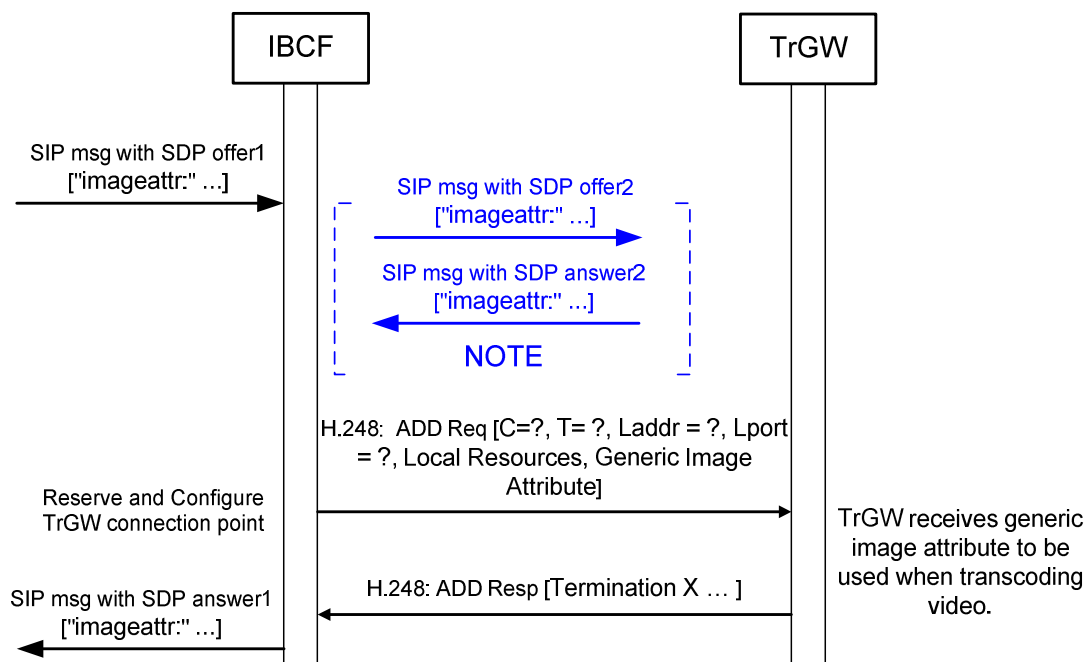 IBCF
TrGW
SIP msg with SDP offer1
["imageattr:" ...]
SIP msg with SDP offer2
["imageattr:" ...]
SIP msg with SDP answer2
["imageattr:" ...]
NOTE
H.248: ADD Req [C=?, T= ?, Laddr = ?, Lport
= ?, Local Resources, Generic Image
Attribute]
Reserve and Configure
TrGW connection point
TrGW receives generic
image attribute to be
used when transcoding
video.
H.248: ADD Resp [Termination X … ]
SIP msg with SDP answer1
["imageattr:" ...]